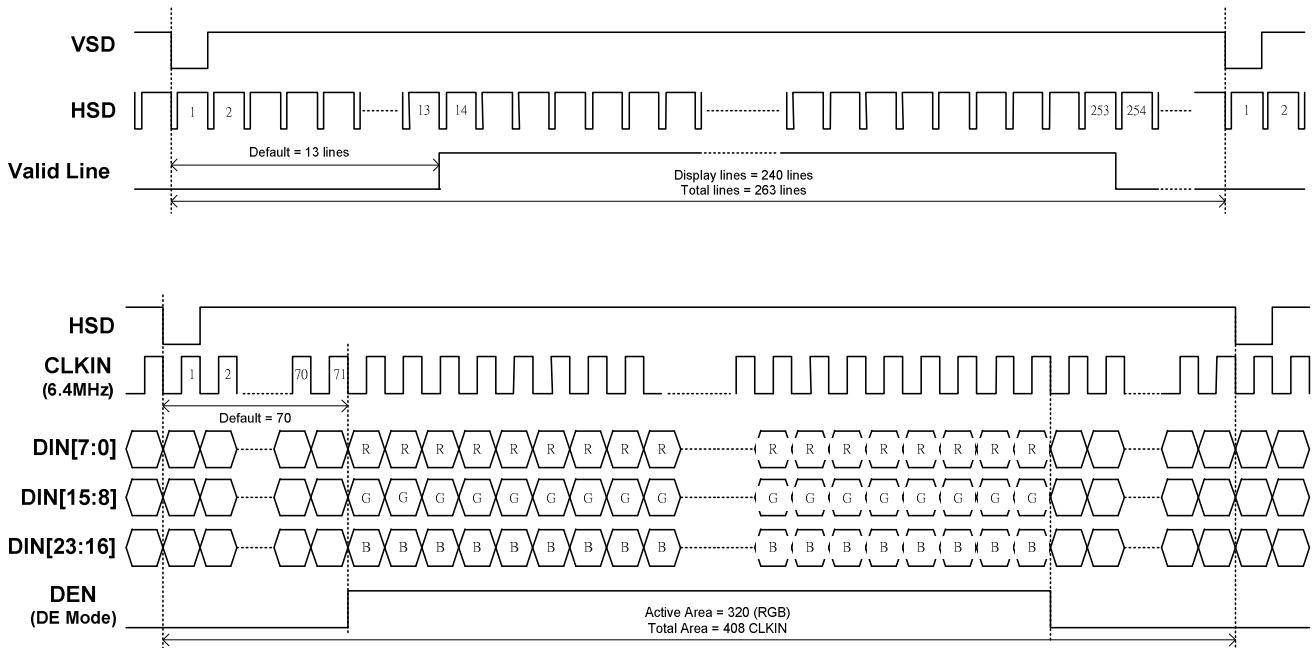 VSD
HSD 1 2 13 14 253 254 1 2
Default = 13 lines
Valid Line
Display lines = 240 lines
Total lines = 263 lines
HSD
CLKIN 1 2 70 71
(6.4MHz)
Default = 70
DIN[7:0] R R R R R R R R R R R R R R R R R
DIN[15:8] G G G G G G G G G G G G G G G G G
DIN[23:16] B B B B B B B B B B B B B B B B B
DEN
(DE Mode)
Active Area = 320 (RGB)
Total Area = 408 CLKIN